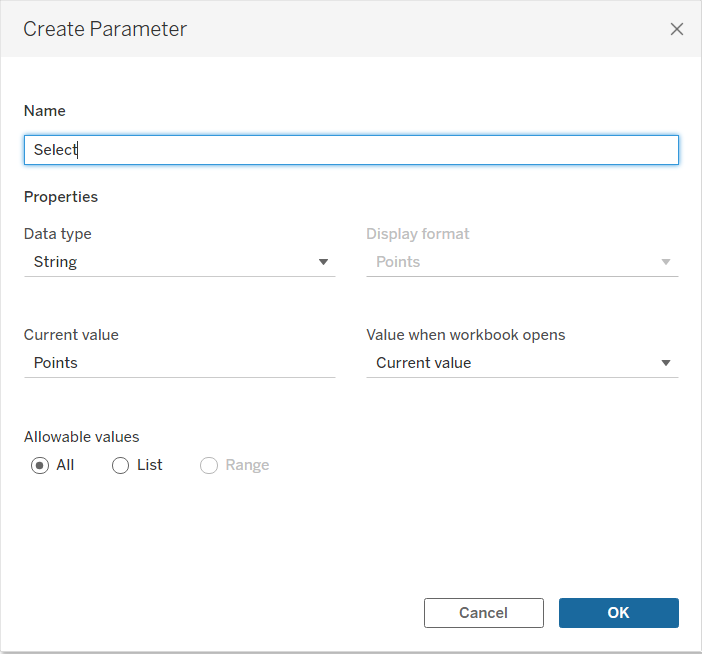 Create Parameter
Name
Select
Properties
Data type
Display format
String
Points
Current value
Value when workbook opens
Points
Current value
Allowable values
All
List
Range
Cancel
OK